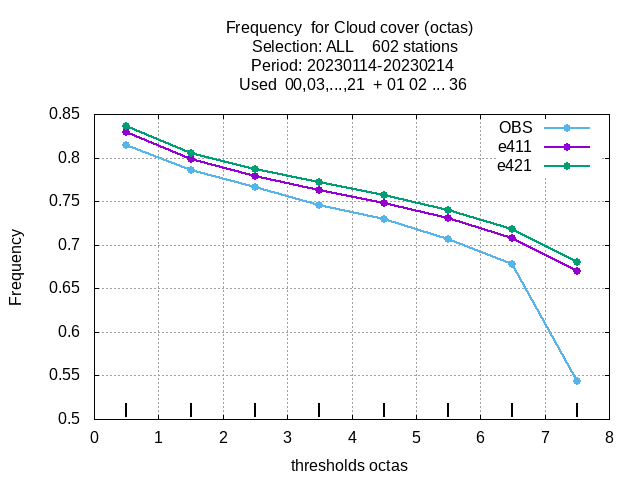 Frequency  for Cloud cover (octas)
Selection: ALL    602 stations
Period: 20230114-20230214
Used  00,03,...,21  + 01 02 ... 36
0.85
0.8
0.75
0.7
0.65
0.6
0.55
0.5
Frequency
OBS
e411
e421
0 1 2 3 4 5 6 7 8
thresholds octas